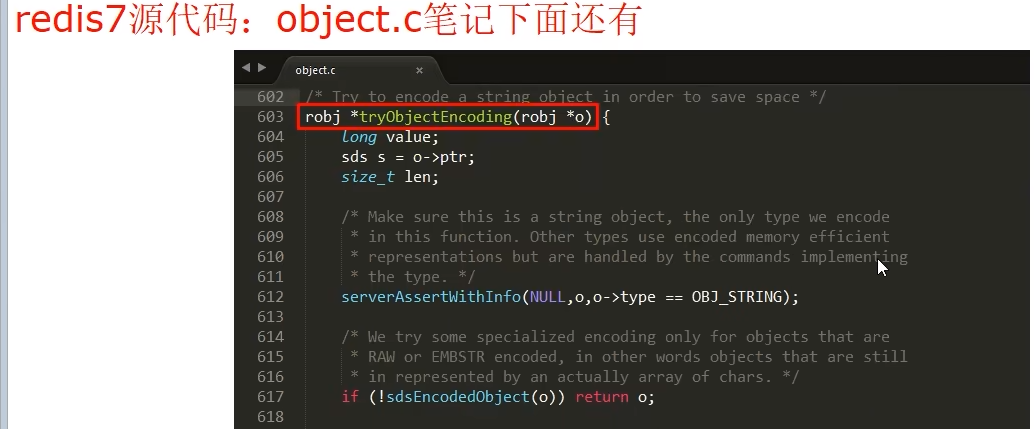 redis7源代码：object.c笔记下面还有
object.c
602 /* Try to encode a string object in order to save space */
603 robj *tryObjectEncoding(robj *o) {
604 long value;
605 sds s = o->ptr;
606 size_t len;
607
608 /* Make sure this is a string object, the only type we encode
609 * in this function. Other types use encoded memory efficient
610 * representations but are handled by the commands implementing
611 * the type. */
612 serverAssertWithInfo(NULL,o,o->type == OBJ_STRING);
613
614 /* We try some specialized encoding only for objects that are
615 * RAW or EMBSTR encoded, in other words objects that are still
616 * in represented by an actually array of chars. */
617 if (!sdsEncodedObject(o)) return o;
618